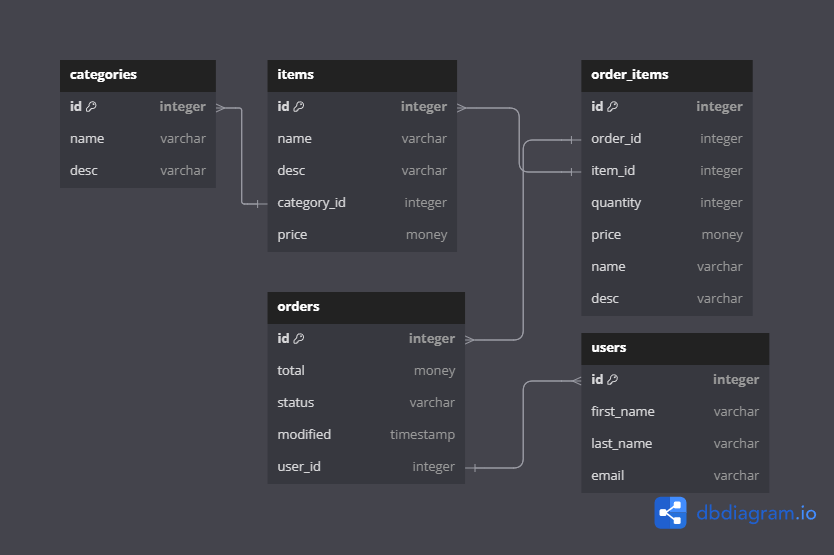 categories
id integer
name varchar
desc varchar
items
id integer
name varchar
desc varchar
category_id integer
price money
order_items
id integer
order_id integer
item_id integer
quantity integer
price money
name varchar
desc varchar
orders
id integer
total money
status varchar
modified timestamp
user_id integer
users
id integer
first_name varchar
last_name varchar
email varchar
dbdiagram.io